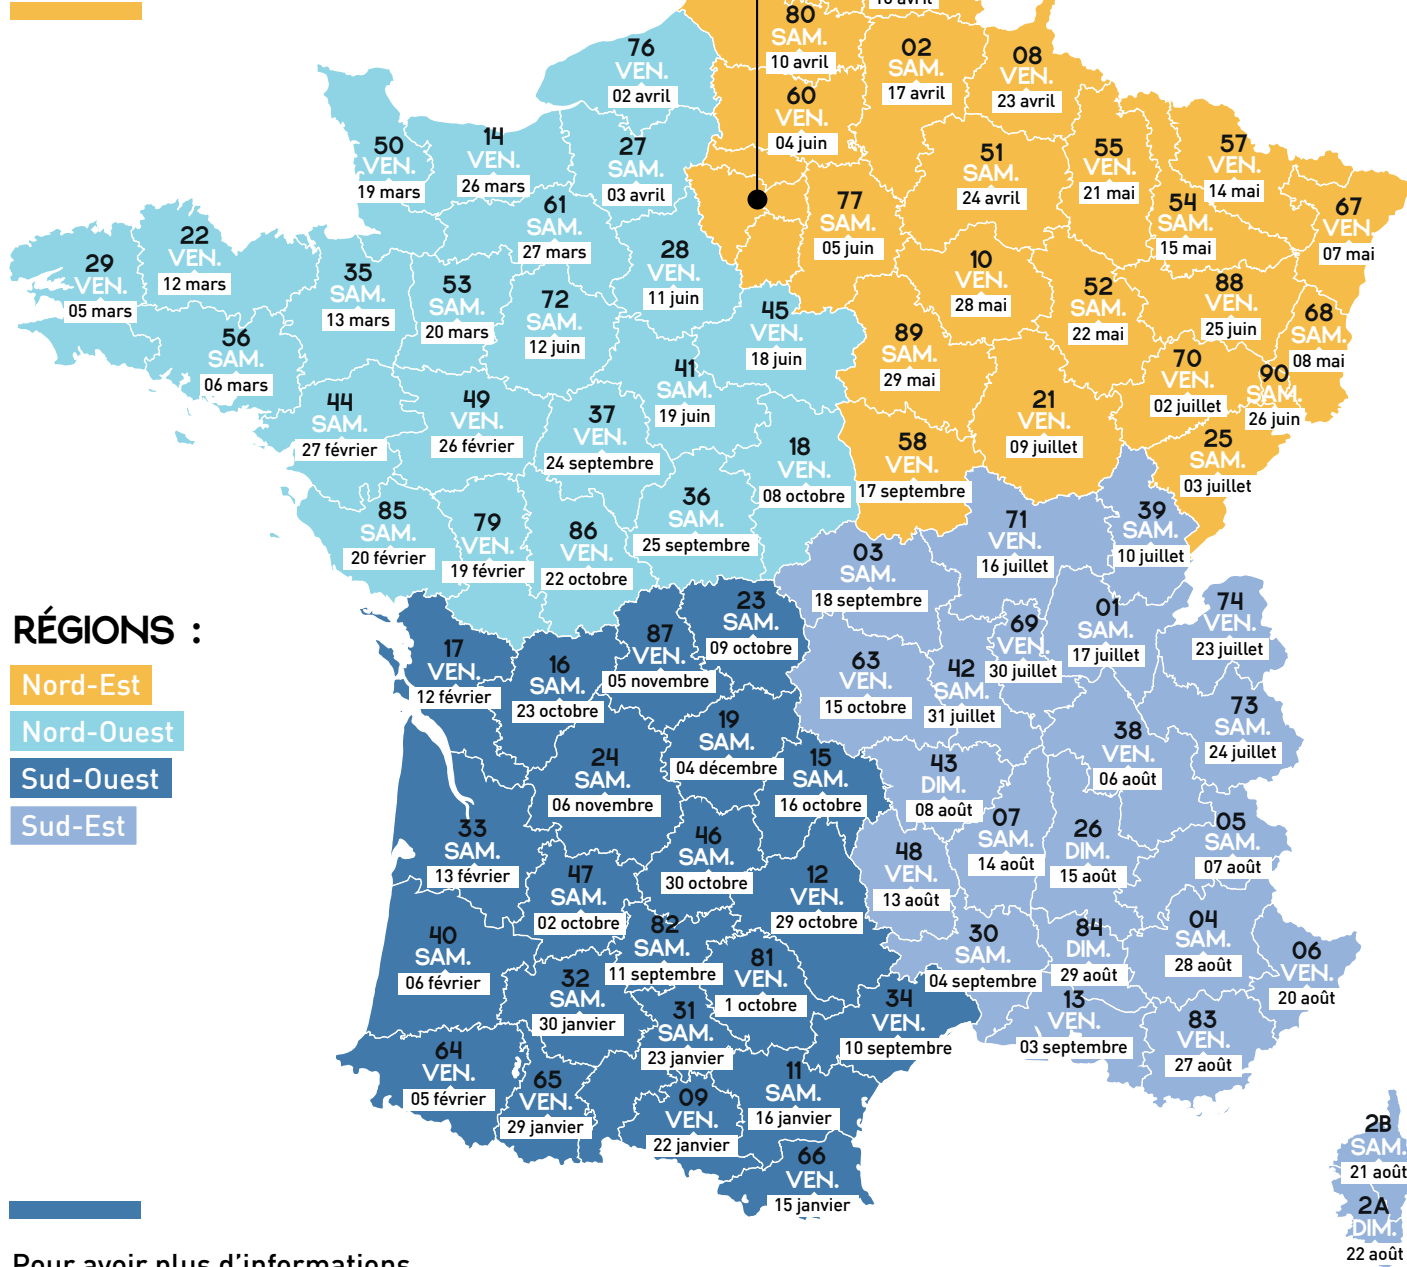 16 avril
80
SAM.
10 avril
02
SAM.
17 avril
08
VEN.
23 avril
76
VEN.
02 avril
60
VEN.
04 juin
50
VEN.
19 mars
14
VEN.
26 mars
27
SAM.
03 avril
51
SAM.
24 avril
55
VEN.
21 mai
57
VEN.
14 mai
54
SAM.
15 mai
67
VEN.
07 mai
61
SAM.
27 mars
77
SAM.
05 juin
29
VEN.
05 mars
22
VEN.
12 mars
35
SAM.
13 mars
53
SAM.
20 mars
72
SAM.
12 juin
28
VEN.
11 juin
10
VEN.
28 mai
52
SAM.
22 mai
88
VEN.
25 juin
68
SAM.
08 mai
56
SAM.
06 mars
45
VEN.
18 juin
89
SAM.
29 mai
70
VEN.
02 juillet
90
SAM.
26 juin
44
SAM.
27 février
49
VEN.
26 février
37
VEN.
24 septembre
41
SAM.
19 juin
18
VEN.
08 octobre
58
VEN.
17 septembre
21
VEN.
09 juillet
25
SAM.
03 juillet
85
SAM.
20 février
79
VEN.
19 février
86
VEN.
22 octobre
36
SAM.
25 septembre
03
SAM.
18 septembre
71
VEN.
16 juillet
39
SAM.
10 juillet
RÉGIONS :
Nord-Est
Nord-Ouest
Sud-Ouest
Sud-Est
17
VEN.
12 février
16
SAM.
23 octobre
87
VEN.
05 novembre
23
SAM.
09 octobre
63
VEN.
15 octobre
42
SAM.
31 juillet
69
VEN.
30 juillet
01
SAM.
17 juillet
74
VEN.
23 juillet
73
SAM.
24 juillet
24
SAM.
06 novembre
19
SAM.
04 décembre
15
SAM.
16 octobre
43
DIM.
08 août
38
VEN.
06 août
33
SAM.
13 février
47
SAM.
02 octobre
46
SAM.
30 octobre
12
VEN.
29 octobre
48
VEN.
13 août
07
SAM.
14 août
26
DIM.
15 août
05
SAM.
07 août
40
SAM.
06 février
32
SAM.
30 janvier
82
SAM.
11 septembre
81
VEN.
1 octobre
30
SAM.
04 septembre
84
DIM.
29 août
04
SAM.
28 août
06
VEN.
20 août
64
VEN.
05 février
65
VEN.
29 janvier
31
SAM.
23 janvier
09
VEN.
22 janvier
11
SAM.
16 janvier
34
VEN.
10 septembre
13
VEN.
03 septembre
83
VEN.
27 août
66
VEN.
15 janvier
2B
SAM.
21 août
2A
DIM.
22 août
Pour avoir plus d'informations